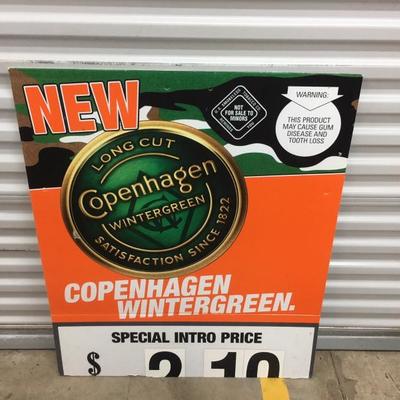 NEW
NOT
FOR SALE TO
MINORS
WARNING:
THIS PRODUCT
MAY CAUSE GUM
DISEASE AND
TOOTH LOSS
LONG CUT
Copenhagen
WINTERGREEN
SATISFACTION SINCE 1822
COPENHAGEN
WINTERGREEN.
SPECIAL INTRO PRICE
$ 2 10